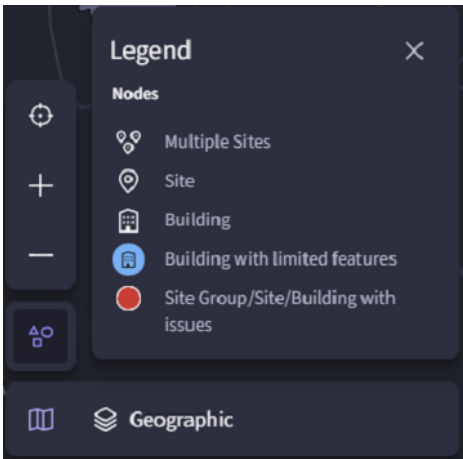 Legend
Nodes
Multiple Sites
Site
Building
Building with limited features
Site Group/Site/Building with
issues
Geographic